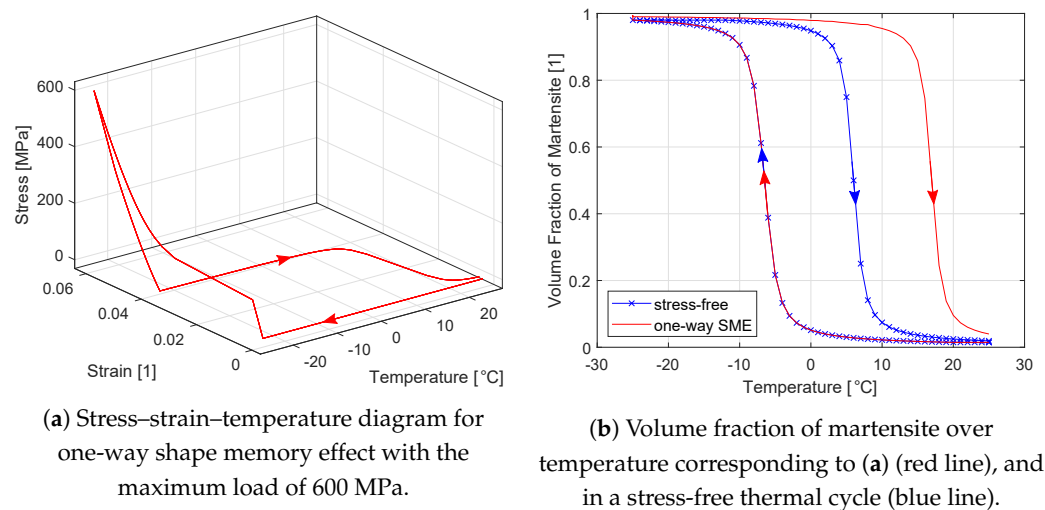 600
400
200
0
Stress [MPa]
0.06
0.04
0.02
0
Strain [1]
-20
-10
0
10
20
Temperature [°C]
(a) Stress–strain–temperature diagram for
one-way shape memory effect with the
maximum load of 600 MPa.
1
0.8
0.6
0.4
0.2
0
Volume Fraction of Martensite [1]
stress-free
one-way SME
-30
-20
-10
0
10
20
30
Temperature [°C]
(b) Volume fraction of martensite over
temperature corresponding to (a) (red line), and
in a stress-free thermal cycle (blue line).